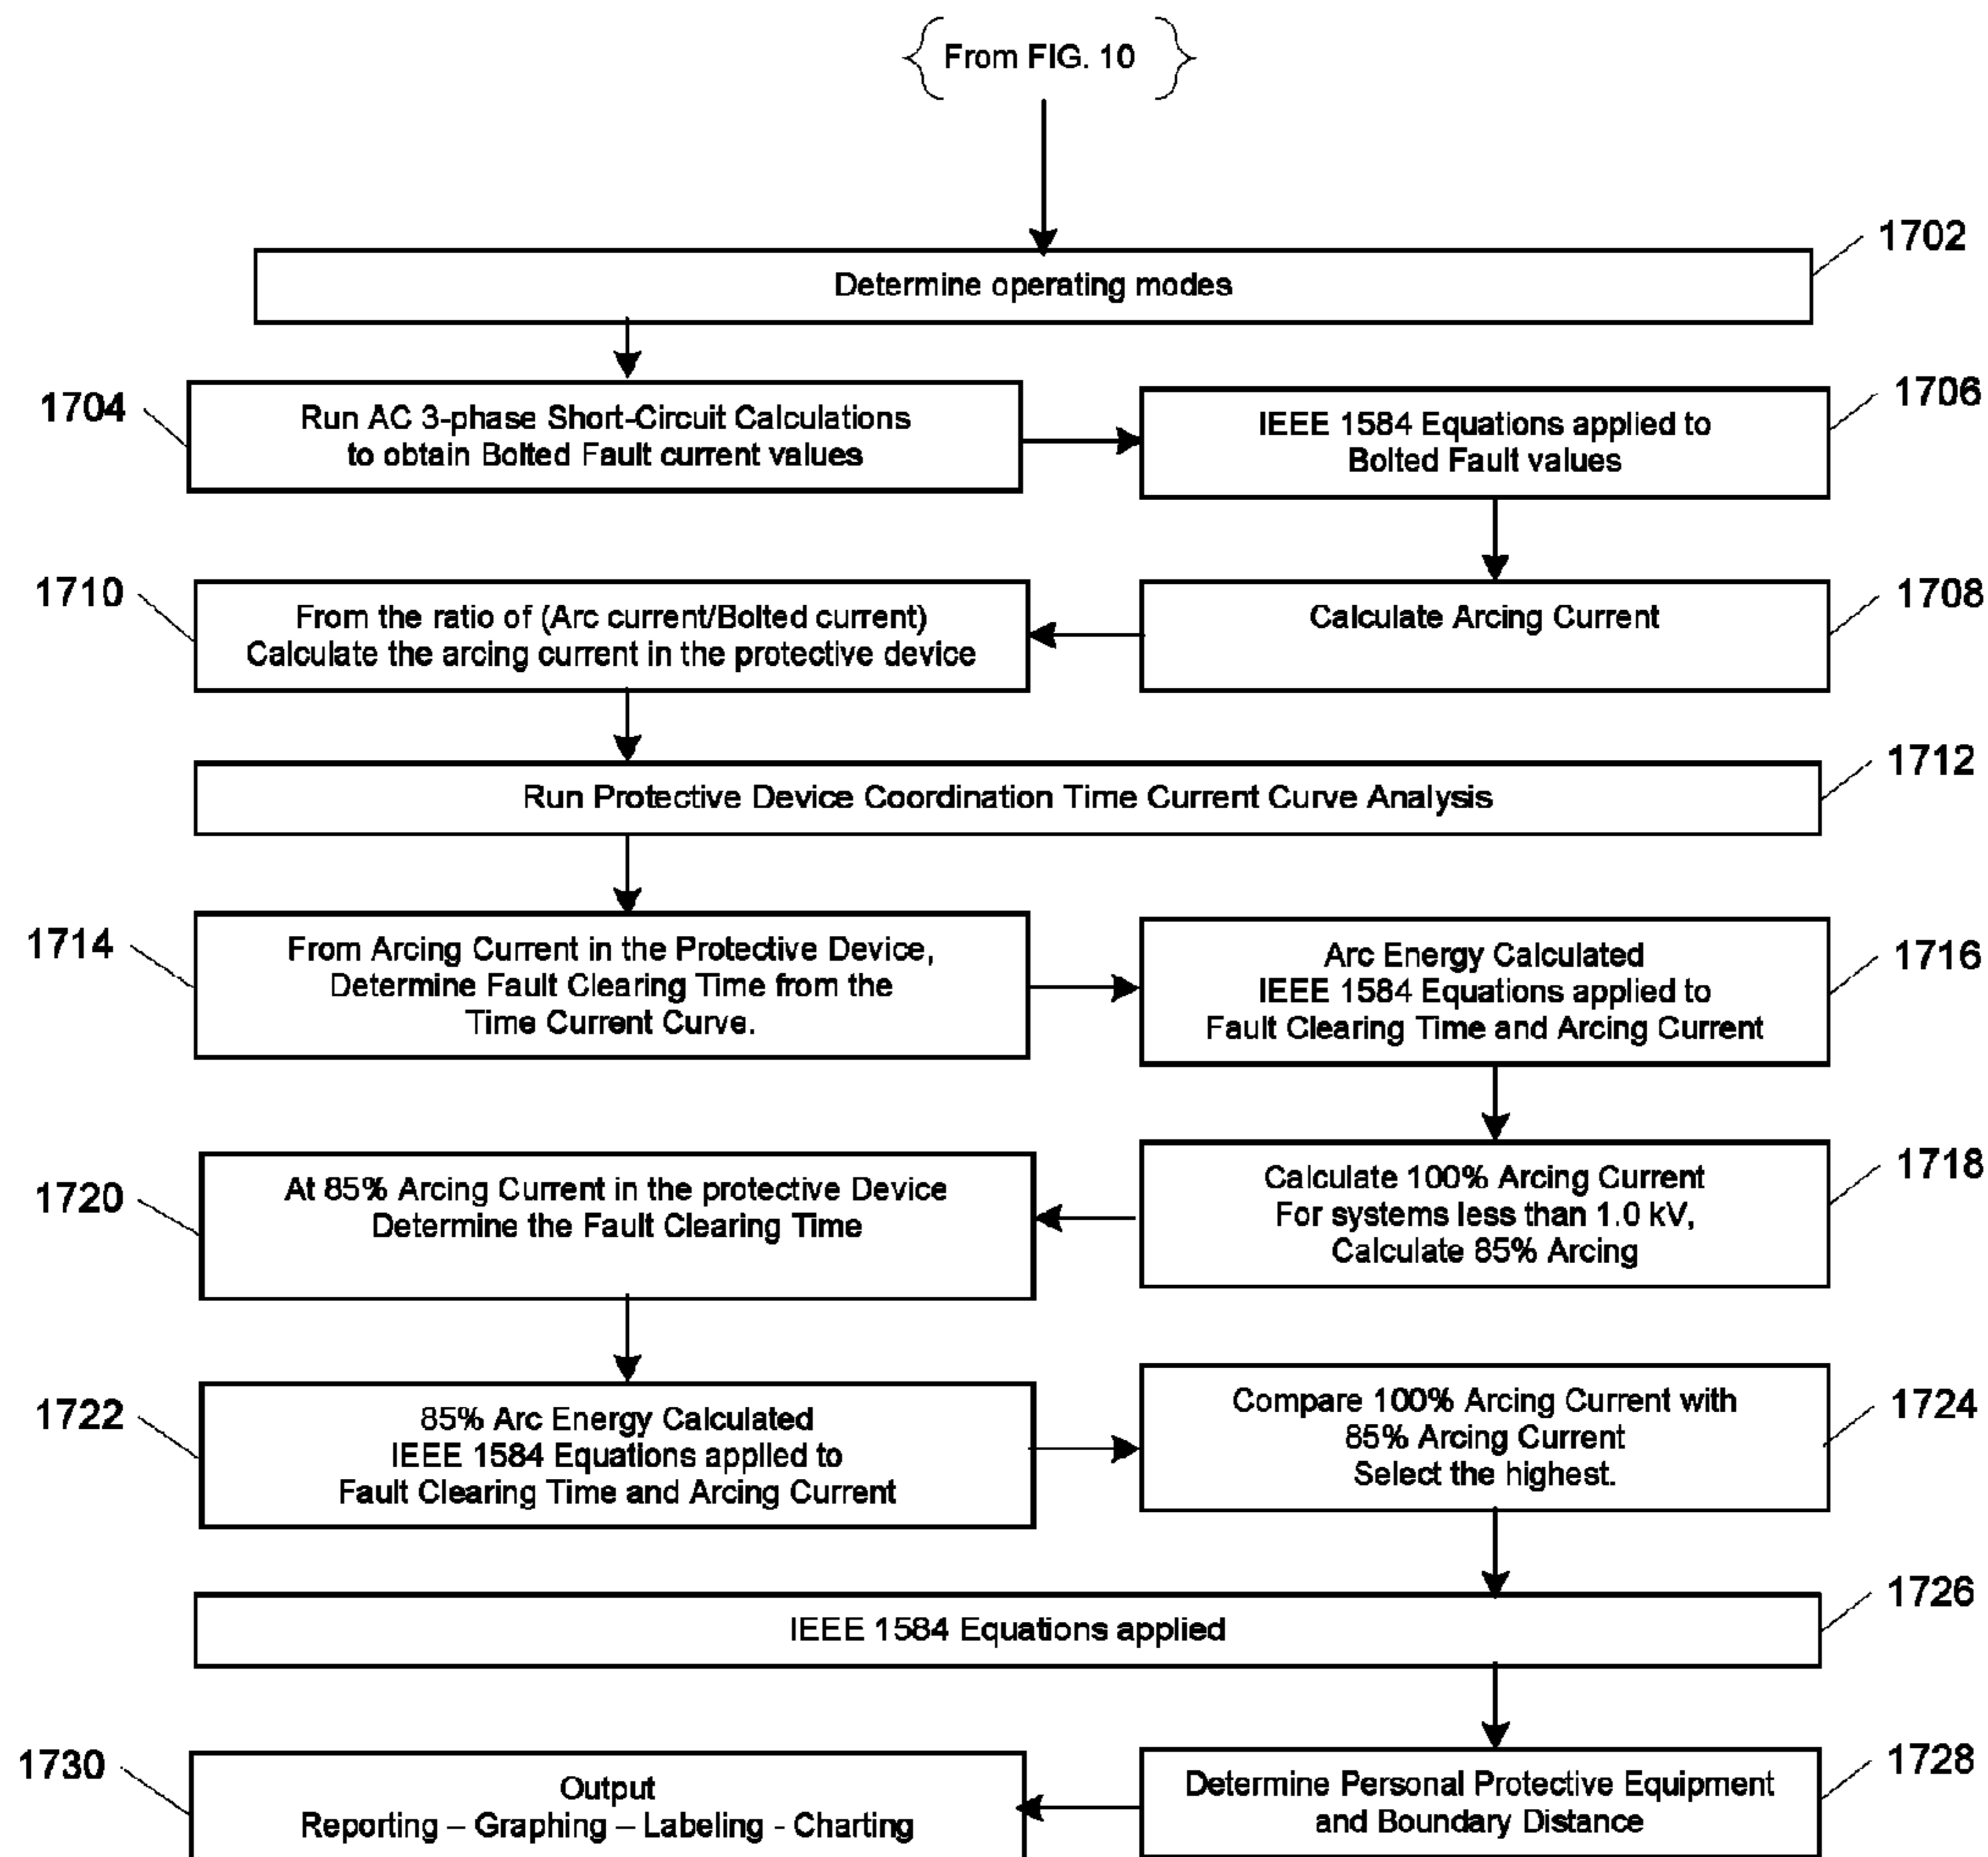 From FIG. 10
1702
Determine operating modes
1704
Run AC 3-phase Short-Circuit Calculations
to obtain Bolted Fault current values
1706
IEEE 1584 Equations applied to
Bolted Fault values
1710
From the ratio of (Arc current/Bolted current)
Calculate the arcing current in the protective device
1708
Calculate Arcing Current
1712
Run Protective Device Coordination Time Current Curve Analysis
1714
From Arcing Current in the Protective Device,
Determine Fault Clearing Time from the
Time Current Curve.
1716
Arc Energy Calculated
IEEE 1584 Equations applied to
Fault Clearing Time and Arcing Current
1720
At 85% Arcing Current in the protective Device
Determine the Fault Clearing Time
1718
Calculate 100% Arcing Current
For systems less than 1.0 kV,
Calculate 85% Arcing
1722
85% Arc Energy Calculated
IEEE 1584 Equations applied to
Fault Clearing Time and Arcing Current
1724
Compare 100% Arcing Current with
85% Arcing Current
Select the highest.
1726
IEEE 1584 Equations applied
1730
Output
Reporting – Graphing – Labeling - Charting
1728
Determine Personal Protective Equipment
and Boundary Distance